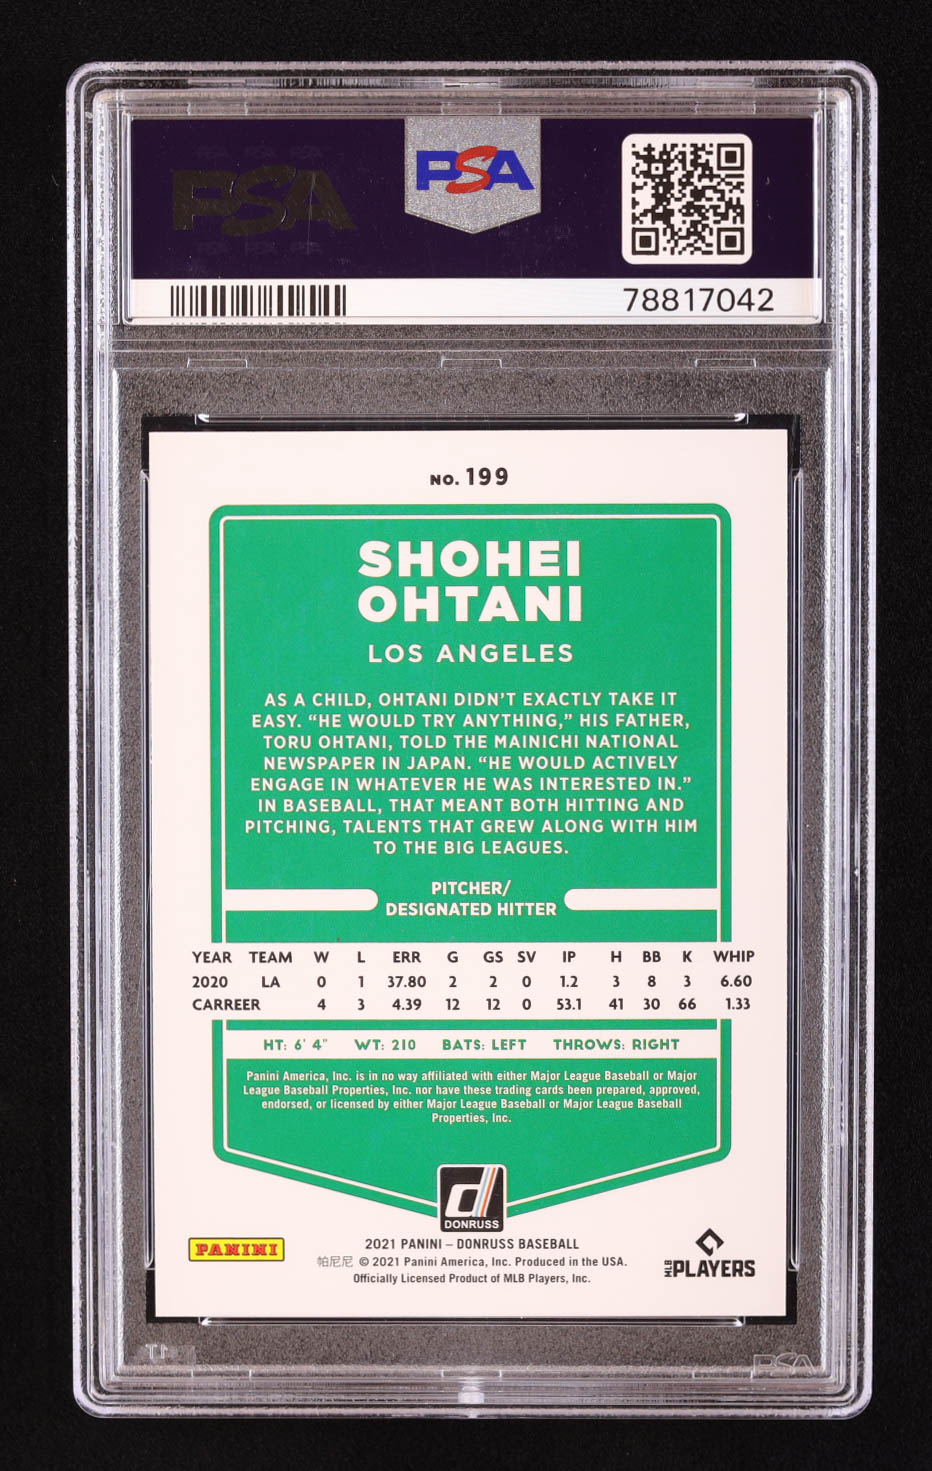 PSA
PSA
78817042
NO. 199
SHOHEI
OHTANI
LOS ANGELES
AS A CHILD, OHTANI DIDN'T EXACTLY TAKE IT
EASY. "HE WOULD TRY ANYTHING," HIS FATHER,
TORU OHTANI, TOLD THE MAINICHI NATIONAL
NEWSPAPER IN JAPAN. "HE WOULD ACTIVELY
ENGAGE IN WHATEVER HE WAS INTERESTED IN."
IN BASEBALL, THAT MEANT BOTH HITTING AND
PITCHING, TALENTS THAT GREW ALONG WITH HIM
TO THE BIG LEAGUES.
PITCHER/
DESIGNATED HITTER
YEAR TEAM W L ERR G GS SV IP H BB K WHIP
2020 LA 0 1 37.80 2 2 0 1.2 3 8 3 6.60
CARREER 4 3 4.39 12 12 0 53.1 41 30 66 1.33
HT: 6' 4" WT: 210 BATS: LEFT THROWS: RIGHT
Panini America, Inc. is in no way affiliated with either Major League Baseball or Major
League Baseball Properties, Inc. nor have these trading cards been prepared, approved,
endorsed, or licensed by either Major League Baseball or Major League Baseball
Properties, Inc.
d
DONRUSS
PANINI
2021 PANINI – DONRUSS BASEBALL
帕尼尼 © 2021 Panini America, Inc. Produced in the USA.
Officially Licensed Product of MLB Players, Inc.
MLB PLAYERS
PSA